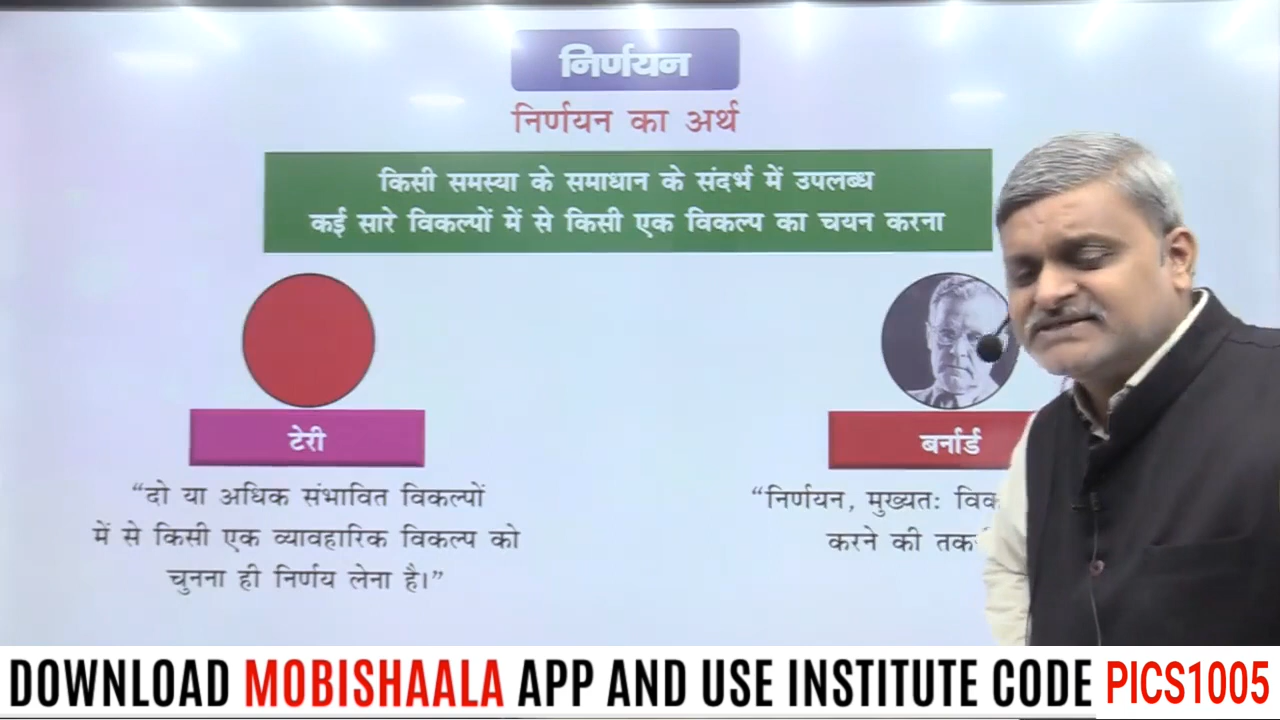 निर्णयन
निर्णयन का अर्थ
किसी समस्या के समाधान के संदर्भ में उपलब्ध
कई सारे विकल्पों में से किसी एक विकल्प का चयन करना
टेरी
बर्नार्ड
“दो या अधिक संभावित विकल्पों
में से किसी एक व्यावहारिक विकल्प को
चुनना ही निर्णय लेना है।”
“निर्णयन, मुख्यतः
करने की
DOWNLOAD MOBISHAALA APP AND USE INSTITUTE CODE PICS1005